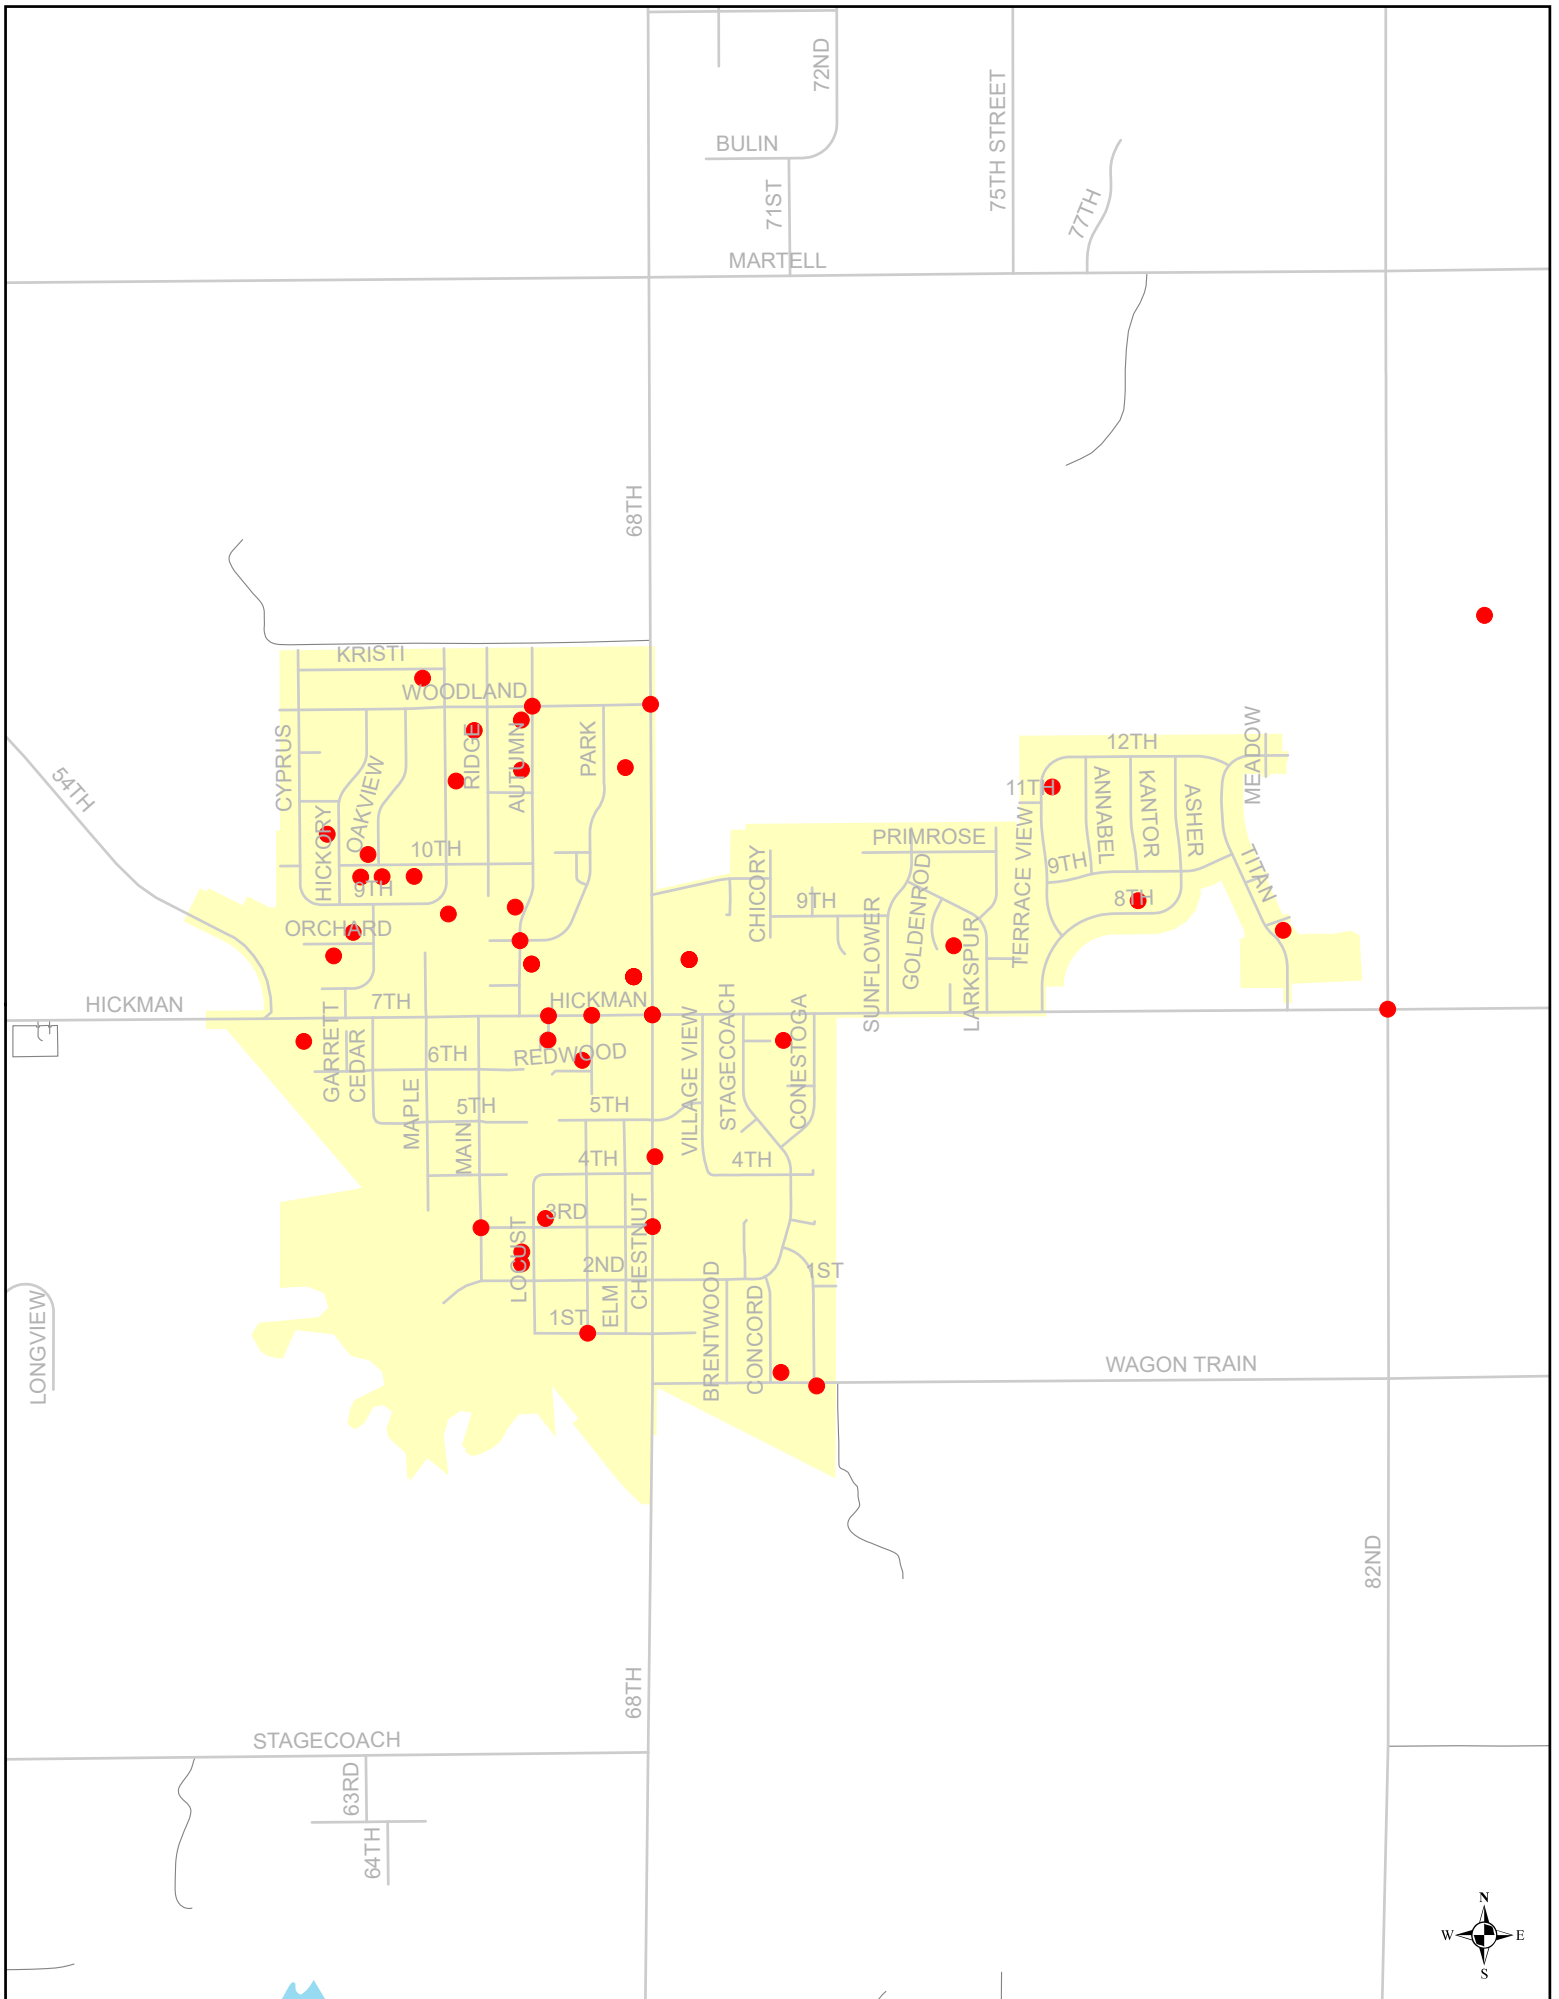 72ND
75TH STREET
BULIN
71ST
77TH
MARTELL
68TH
KRISTI
WOODLAND
CYPRUS
RIDGE
AUTUMN
PARK
12TH
MEADOW
54TH
OAKVIEW
11TH
ANNABEL
KANTOR
ASHER
HICKORY
10TH
PRIMROSE
9TH
TITAN
9TH
CHICORY
9TH
GOLDENROD
TERRACE VIEW
8TH
ORCHARD
SUNFLOWER
LARKSPUR
HICKMAN
7TH
HICKMAN
GARRETT
CEDAR
6TH
REDWOOD
VILLAGE VIEW
STAGECOACH
CONESTOGA
MAPLE
5TH
5TH
MAIN
4TH
4TH
LOCUST
3RD
CHESTNUT
2ND
1ST
LONGVIEW
1ST
ELM
BRENTWOOD
CONCORD
WAGON TRAIN
82ND
68TH
STAGECOACH
63RD
64TH
N
W
E
S